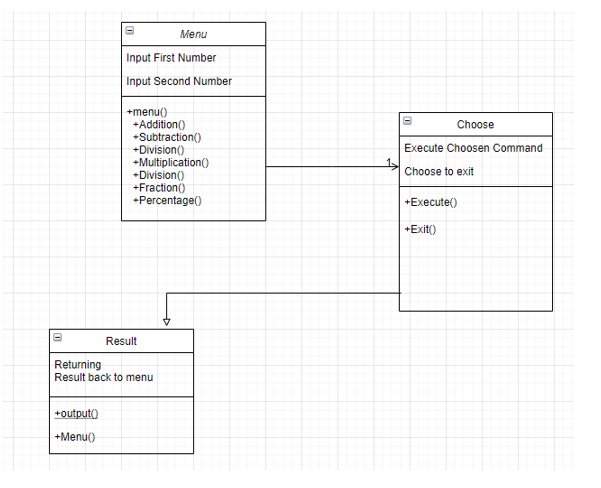 Menu
Input First Number
Input Second Number
+menu()
+Addition()
+Subtraction()
+Division()
+Multiplication()
+Division()
+Fraction()
+Percentage()
1
Choose
Execute Choosen Command
Choose to exit
+Execute()
+Exit()
Result
Returning
Result back to menu
+output()
+Menu()